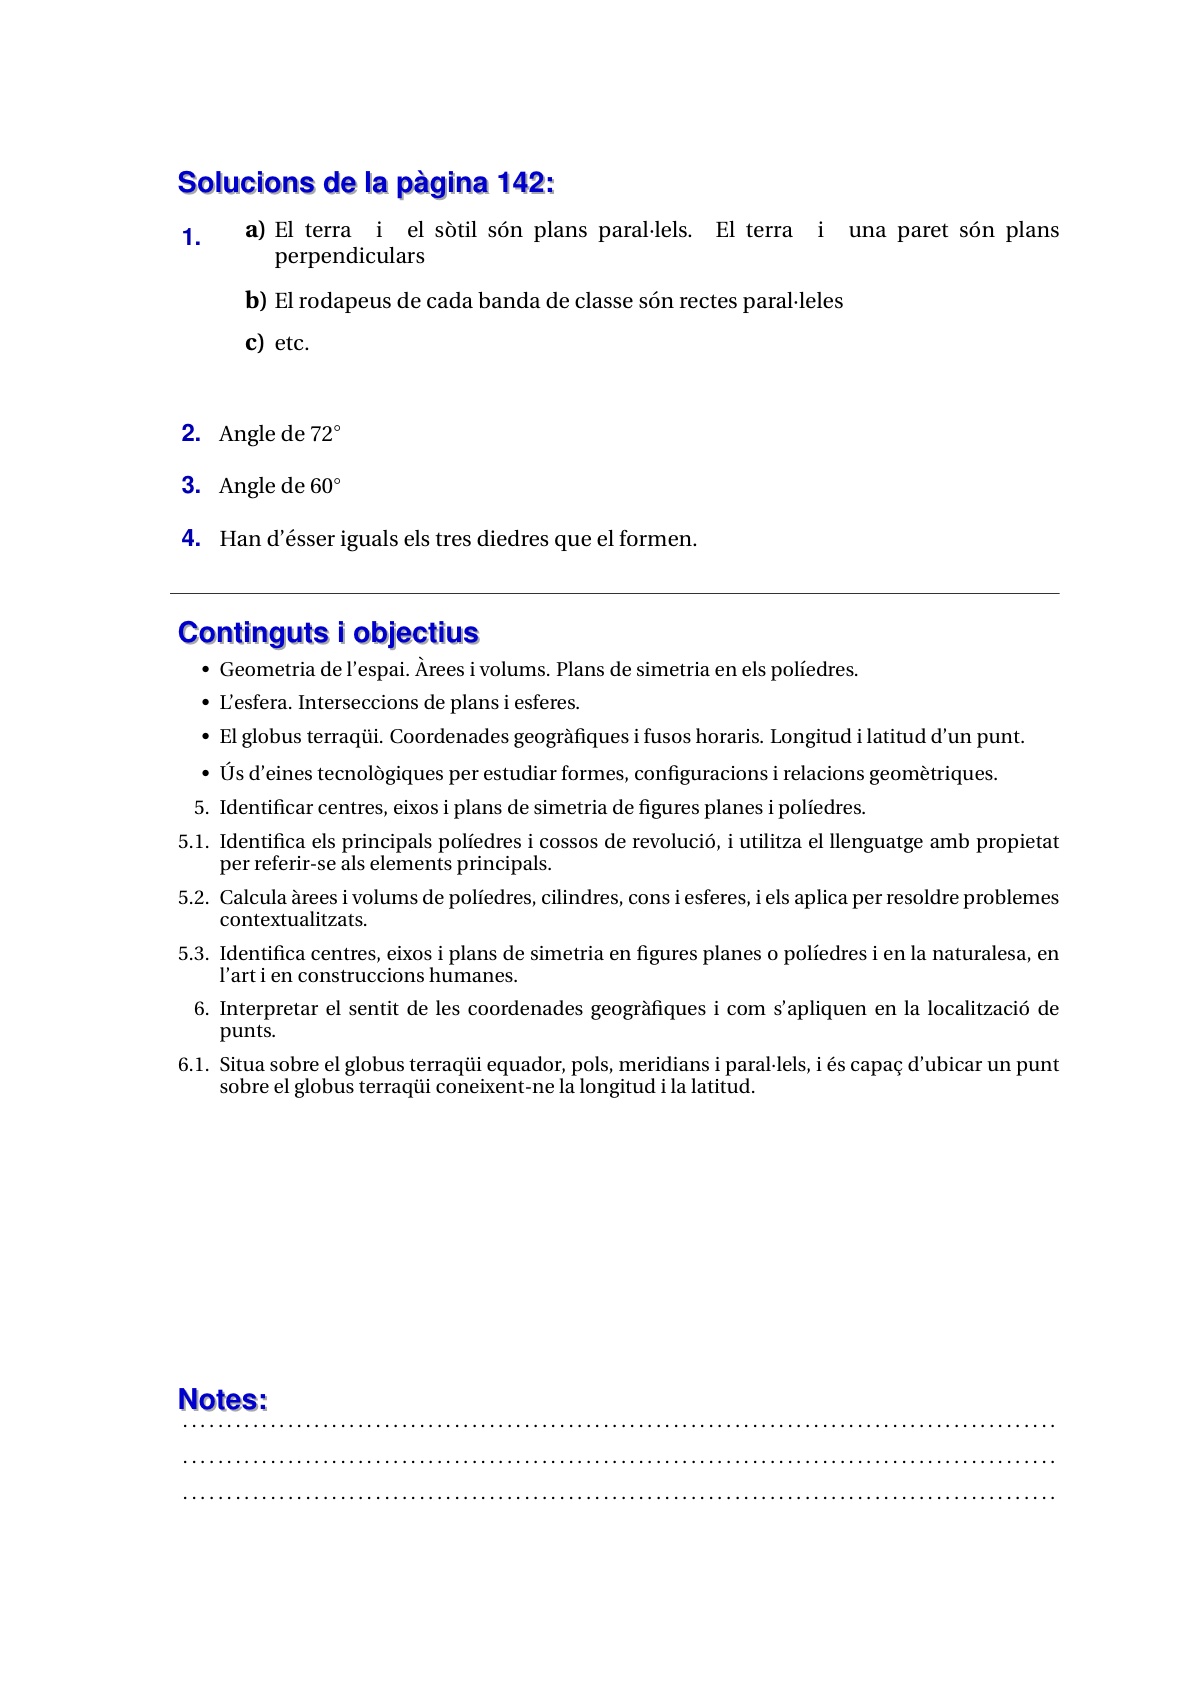 Solucions de la pàgina 142:
1. a) El terra i el sòtil són plans paral·lels. El terra i una paret són plans
perpendiculars
b) El rodapeus de cada banda de classe són rectes paral·leles
c) etc.
2. Angle de 72°
3. Angle de 60°
4. Han d’ésser iguals els tres diedres que el formen.
Continguts i objectius
• Geometria de l’espai. Àrees i volums. Plans de simetria en els políedres.
• L’esfera. Interseccions de plans i esferes.
• El globus terraqüi. Coordenades geogràfiques i fusos horaris. Longitud i latitud d’un punt.
• Ús d’eines tecnològiques per estudiar formes, configuracions i relacions geomètriques.
5. Identificar centres, eixos i plans de simetria de figures planes i políedres.
5.1. Identifica els principals políedres i cossos de revolució, i utilitza el llenguatge amb propietat
per referir-se als elements principals.
5.2. Calcula àrees i volums de políedres, cilindres, cons i esferes, i els aplica per resoldre problemes
contextualitzats.
5.3. Identifica centres, eixos i plans de simetria en figures planes o políedres i en la naturalesa, en
l’art i en construccions humanes.
6. Interpretar el sentit de les coordenades geogràfiques i com s’apliquen en la localització de
punts.
6.1. Situa sobre el globus terraqüi equador, pols, meridians i paral·lels, i és capaç d’ubicar un punt
sobre el globus terraqüi coneixent-ne la longitud i la latitud.
Notes: